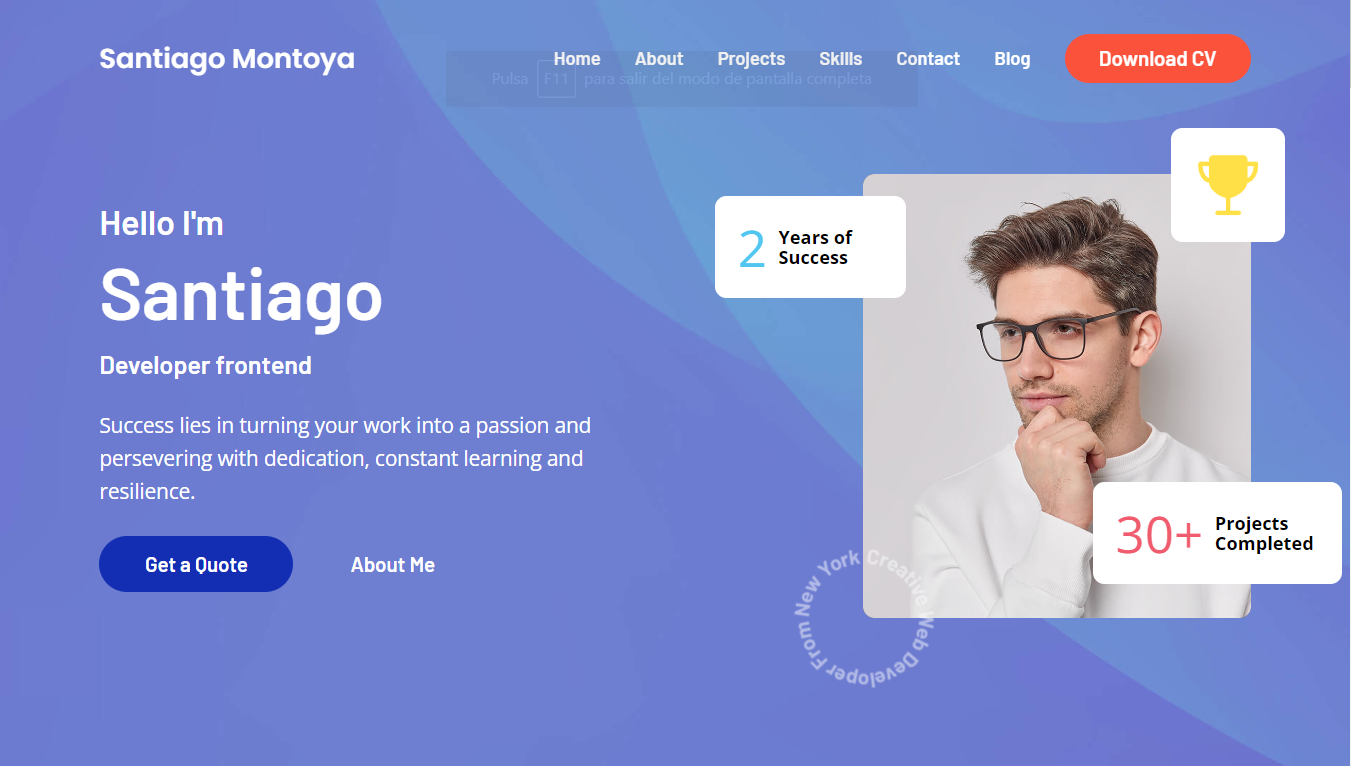 Santiago Montoya
Home About Projects Skills Contact Blog Download CV
Pulsa F11 para salir del modo de pantalla completa
Hello I'm
Santiago
Developer frontend
Success lies in turning your work into a passion and
persevering with dedication, constant learning and
resilience.
Get a Quote About Me
2 Years of
Success
30+ Projects
Completed
Creative Web Developer From New York